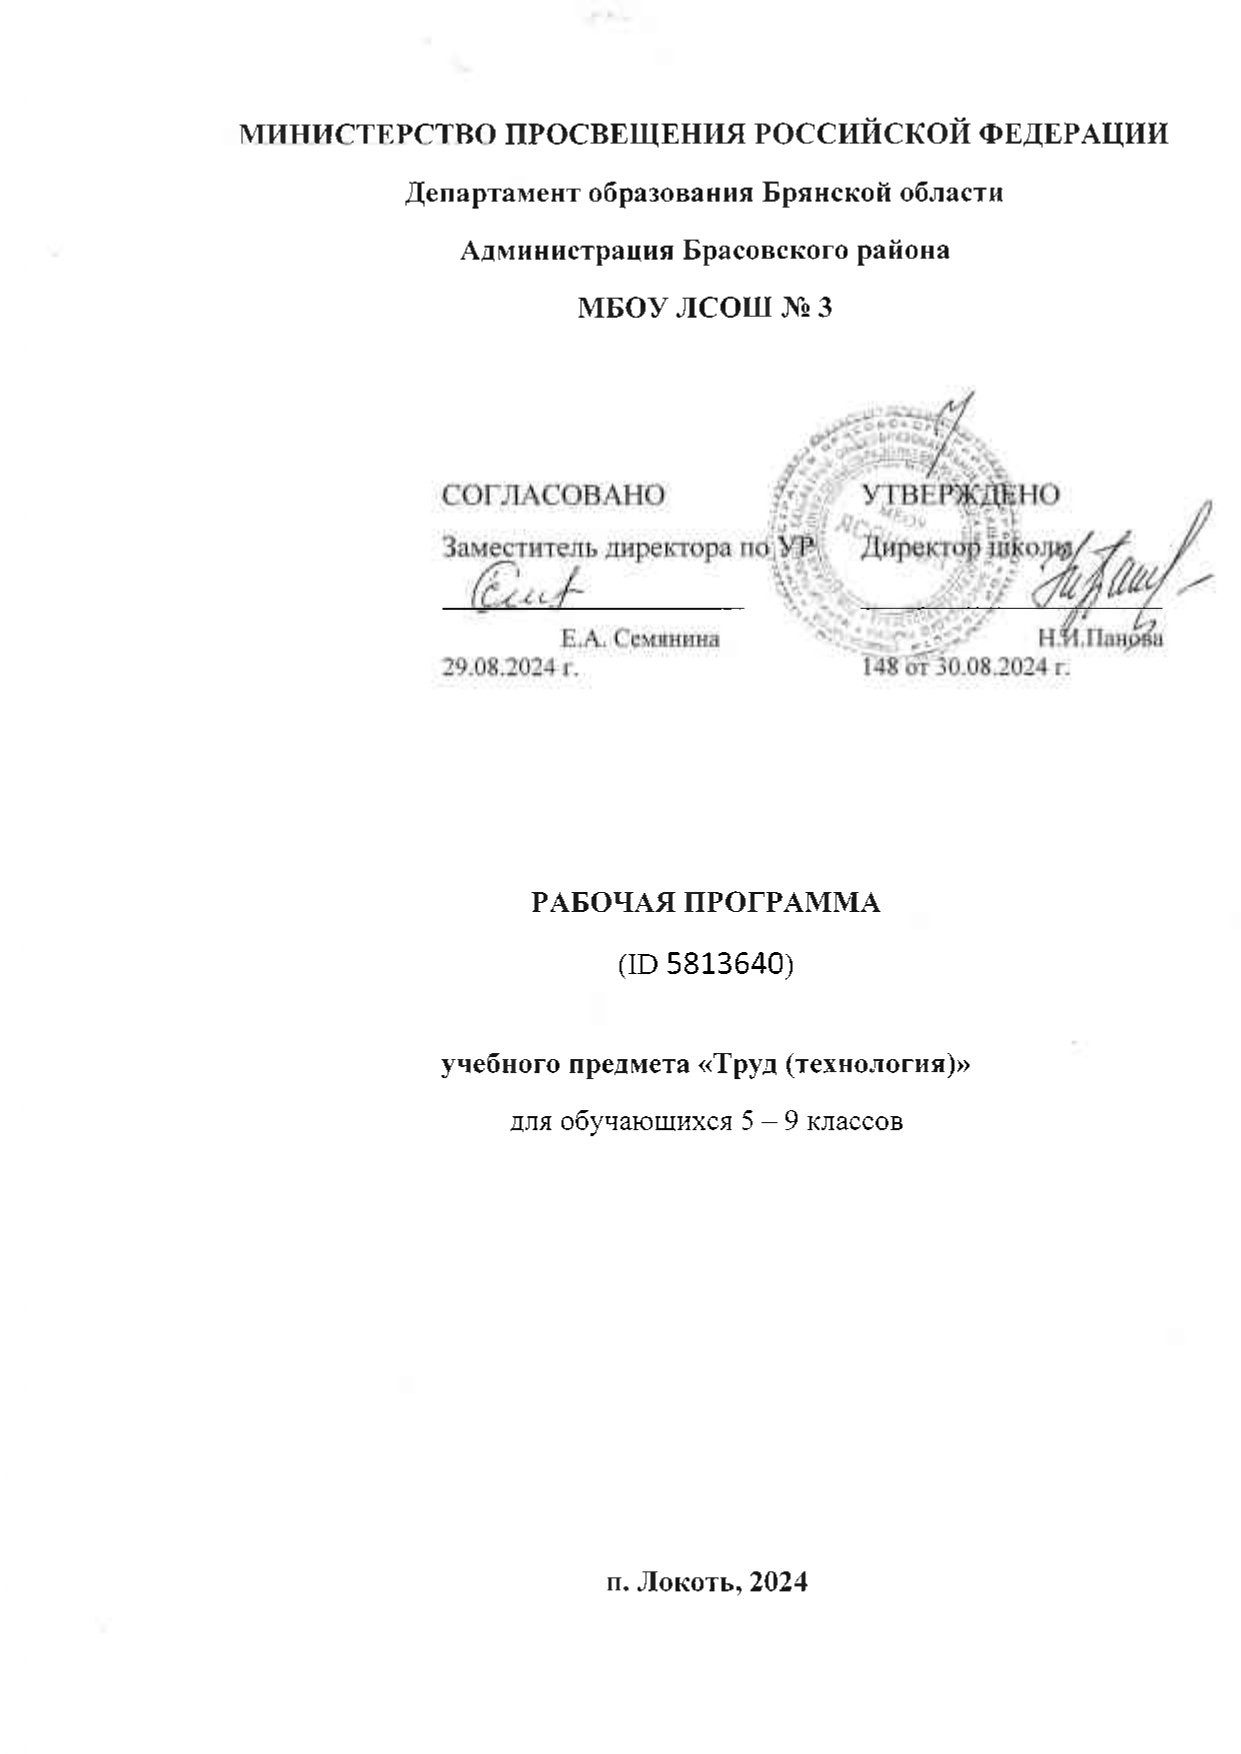 МИНИСТЕРСТВО ПРОСВЕЩЕНИЯ РОССИЙСКОЙ ФЕДЕРАЦИИ
Департамент образования Брянской области
Администрация Брасовского района
МБОУ ЛСОШ № 3
СОГЛАСОВАНО
Заместитель директора по УР
Е.А. Семянина
29.08.2024 г.
УТВЕРЖДЕНО
Директор школы
Н.И.Панова
148 от 30.08.2024 г.
МБОУ
РАБОЧАЯ ПРОГРАММА
(ID 5813640)
учебного предмета «Труд (технология)»
для обучающихся 5 – 9 классов
п. Локоть, 2024